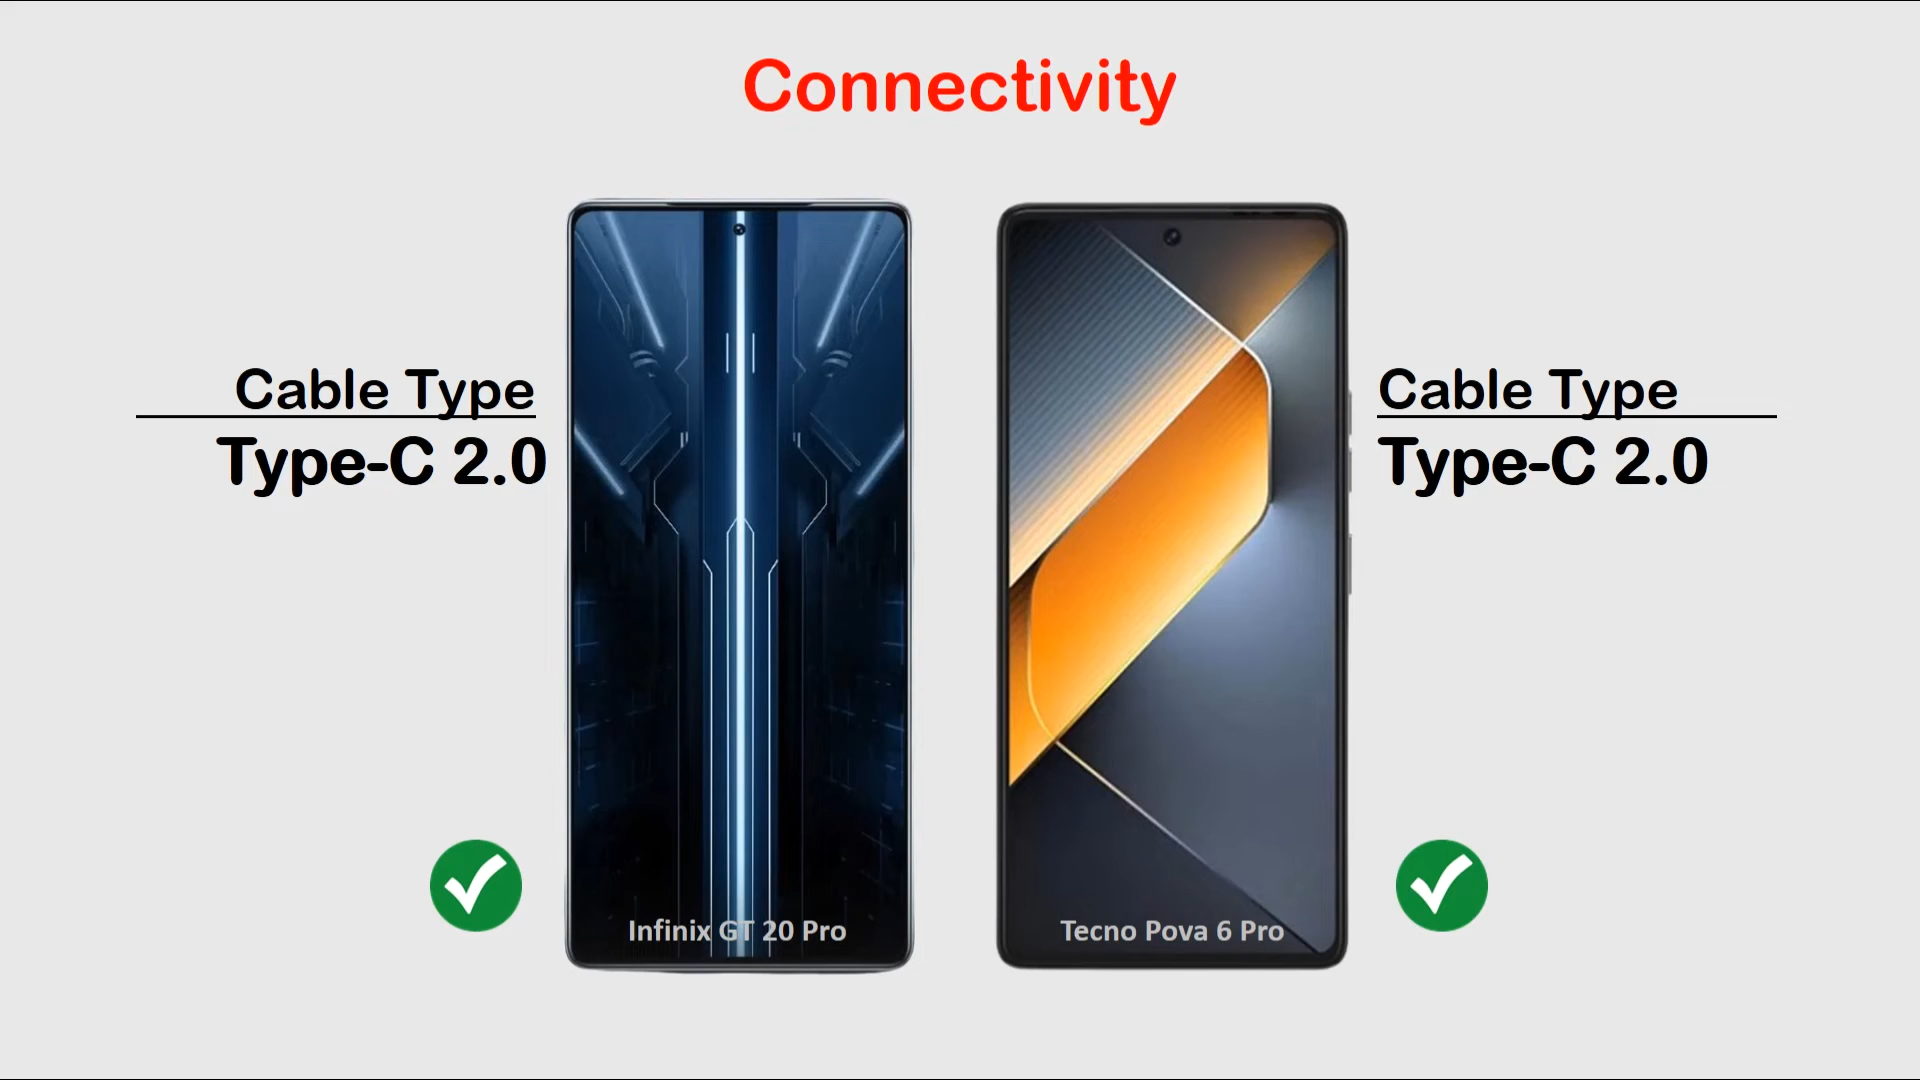 Connectivity
Cable Type
Type-C 2.0
Cable Type
Type-C 2.0
Infinix GT 20 Pro
Tecno Pova 6 Pro